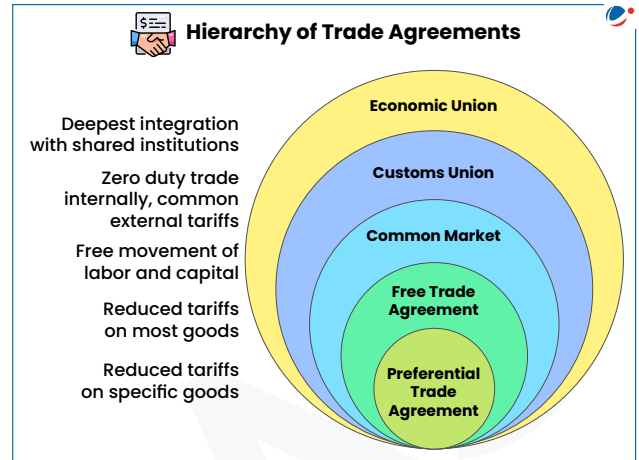 Hierarchy of Trade Agreements
Economic Union
Deepest integration
with shared institutions
Customs Union
Zero duty trade
internally, common
external tariffs
Common Market
Free movement of
labor and capital
Free Trade
Agreement
Reduced tariffs
on most goods
Preferential
Trade
Agreement
Reduced tariffs
on specific goods